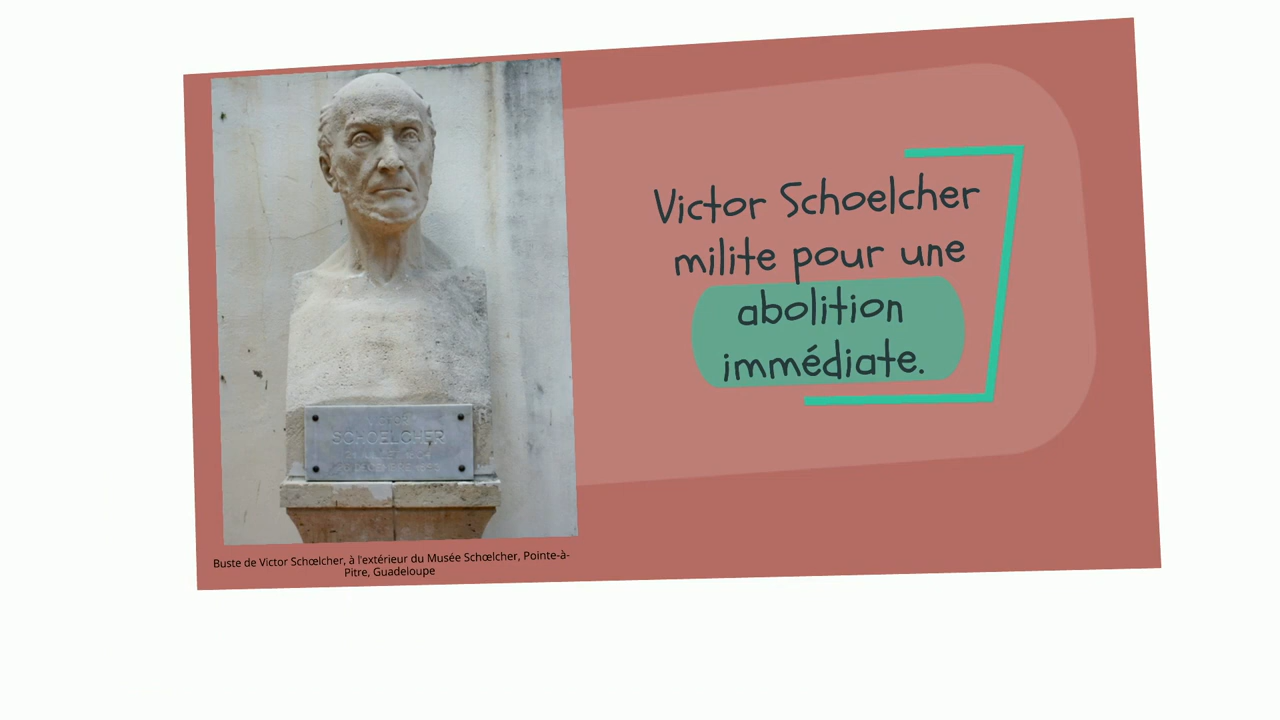 Victor Schoelcher
milite pour une
abolition
immédiate.
SCHOELCHER
Buste de Victor Schœlcher, à l'extérieur du Musée Schœlcher, Pointe-à-
Pitre, Guadeloupe